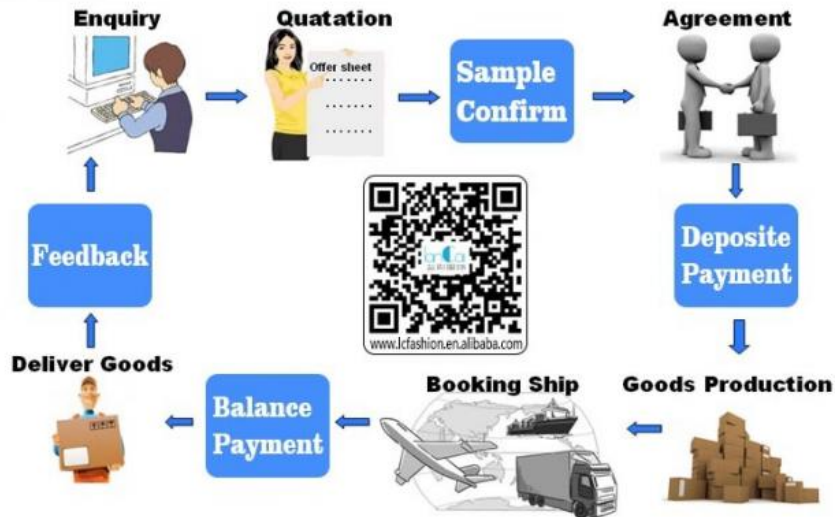 Enquiry
Quatation
Agreement
Offer sheet
Sample
Confirm
Feedback
Deposite
Payment
www.lcfashion.en.alibaba.com
Deliver Goods
Balance
Payment
Booking Ship
Goods Production